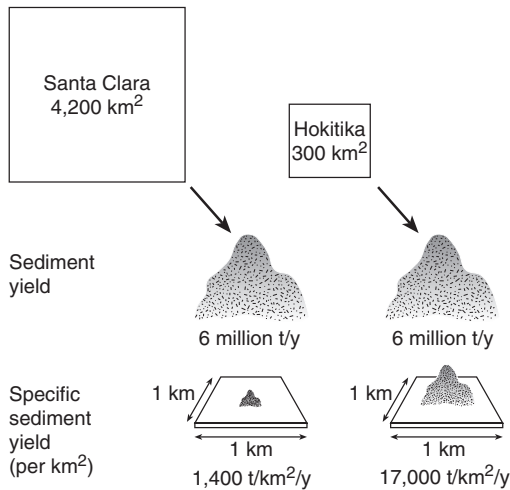 Santa Clara
4,200 km²
Hokitika
300 km²
Sediment
yield
6 million t/y
6 million t/y
Specific
sediment
yield
(per km²)
1 km
1 km
1,400 t/km²/y
1 km
1 km
17,000 t/km²/y